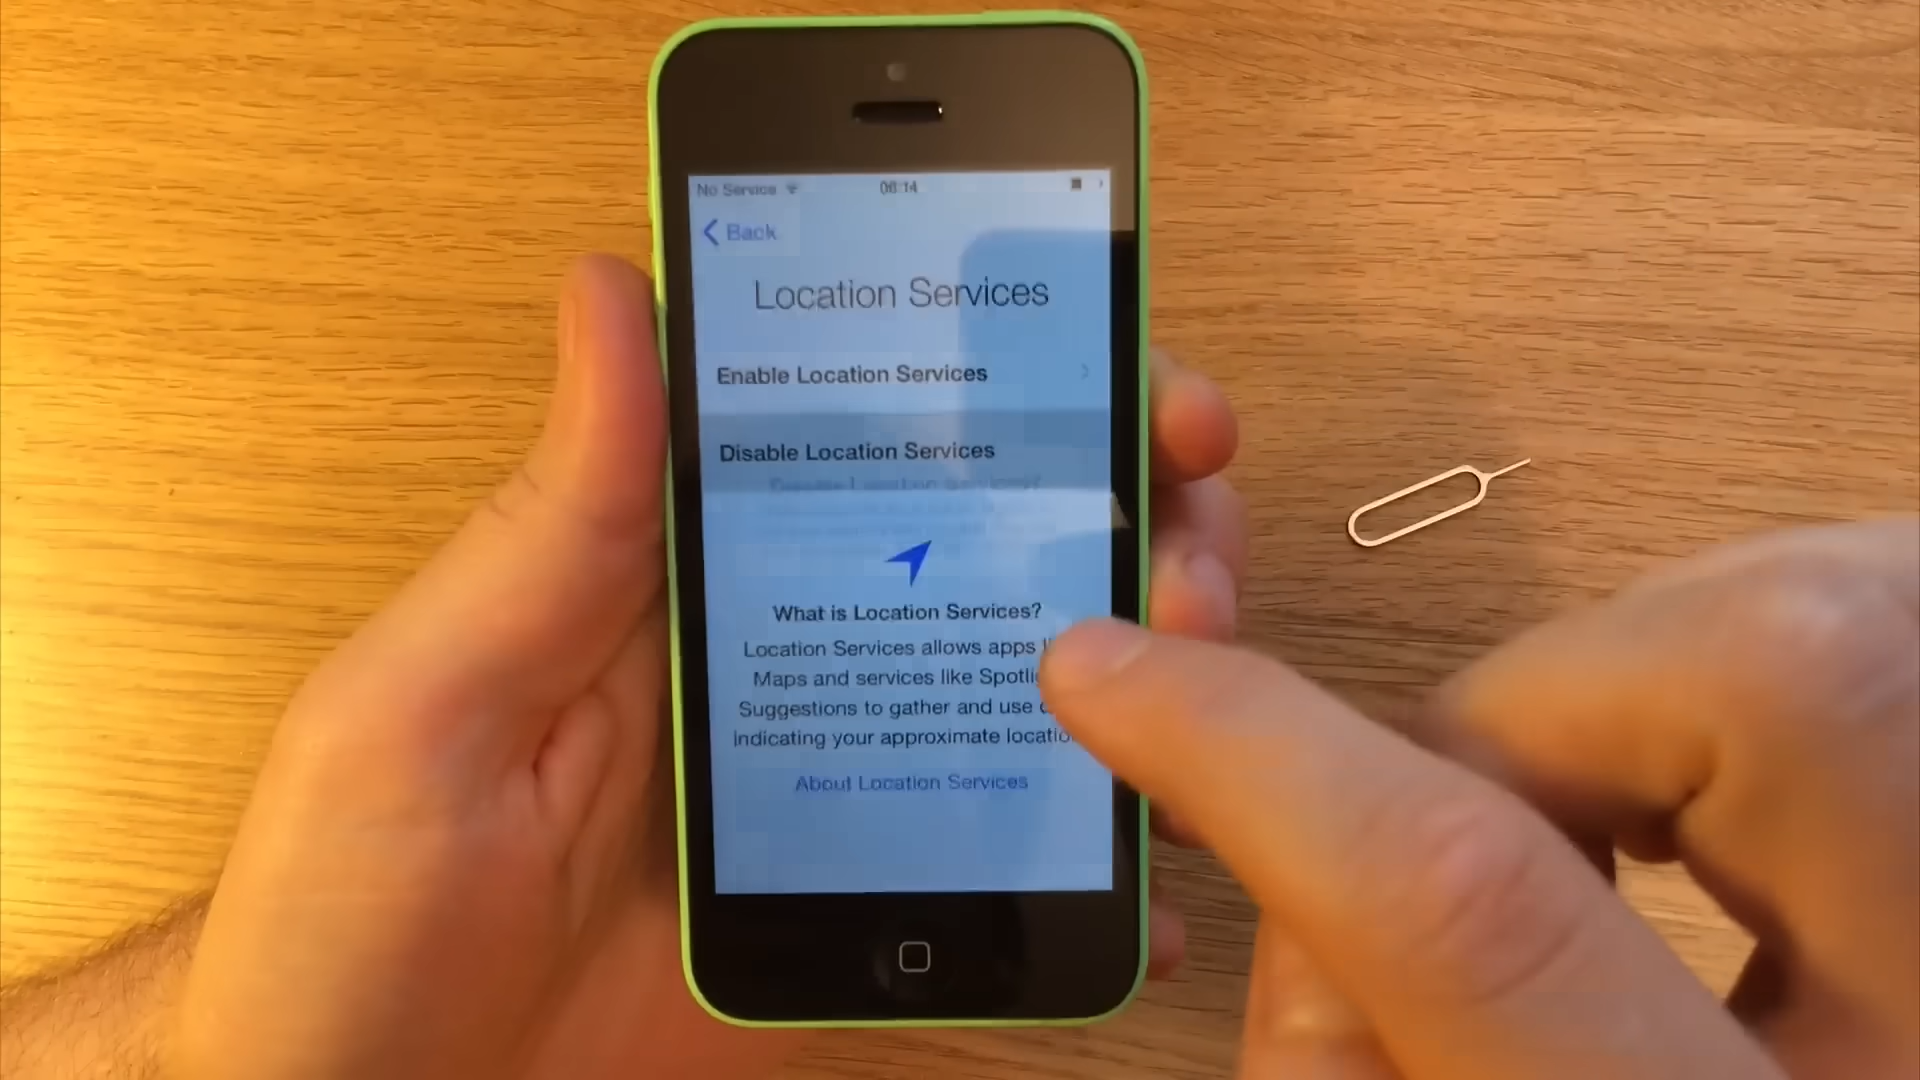 No Service 06:14
Back
Location Services
Enable Location Services
Disable Location Services
What is Location Services?
Location Services allows apps
Maps and services like
Suggestions to gather and use
indicating your approximate
About Location Services